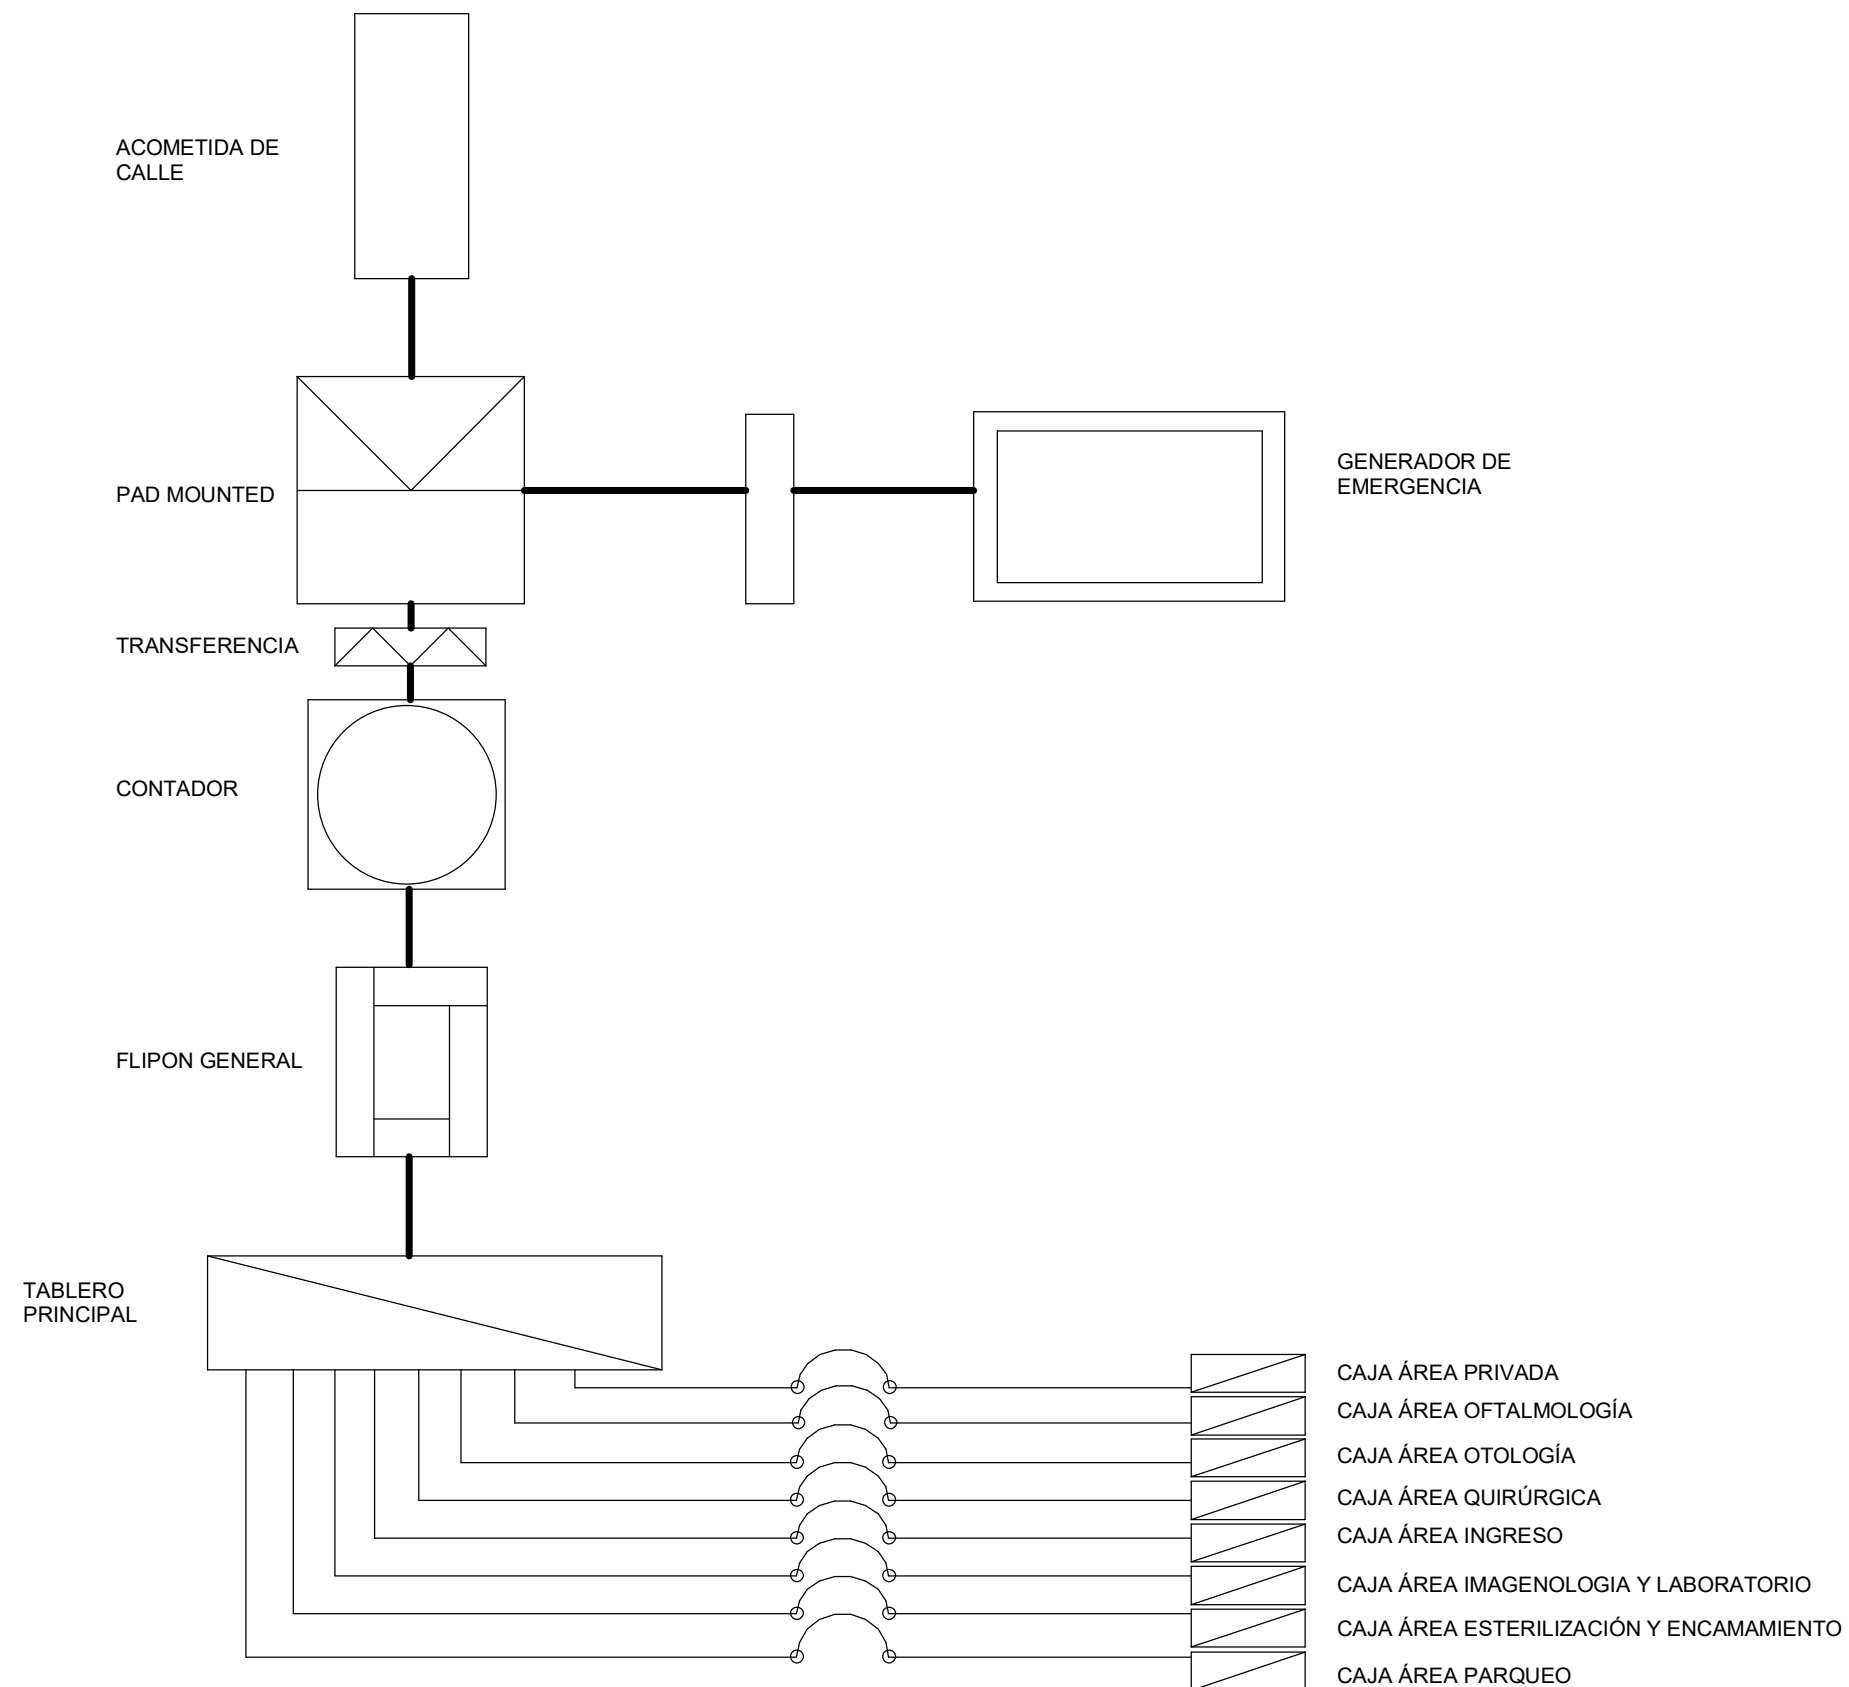 ACOMETIDA DE
CALLE
PAD MOUNTED
GENERADOR DE
EMERGENCIA
TRANSFERENCIA
CONTADOR
FLIPON GENERAL
TABLERO
PRINCIPAL
CAJA ÁREA PRIVADA
CAJA ÁREA OFTALMOLOGÍA
CAJA ÁREA OTOLOGÍA
CAJA ÁREA QUIRÚRGICA
CAJA ÁREA INGRESO
CAJA ÁREA IMAGENOLOGIA Y LABORATORIO
CAJA ÁREA ESTERILIZACIÓN Y ENCAMAMIENTO
CAJA ÁREA PARQUEO